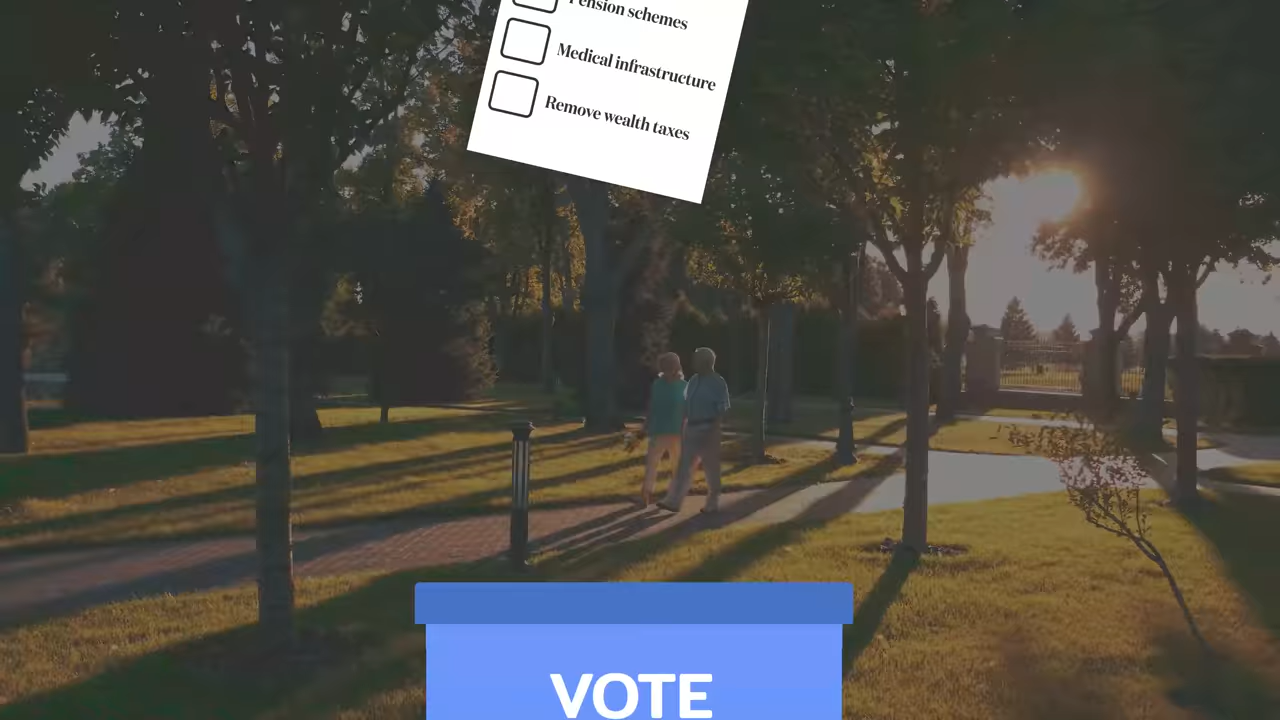 Pension schemes
Medical infrastructure
Remove wealth taxes
VOTE